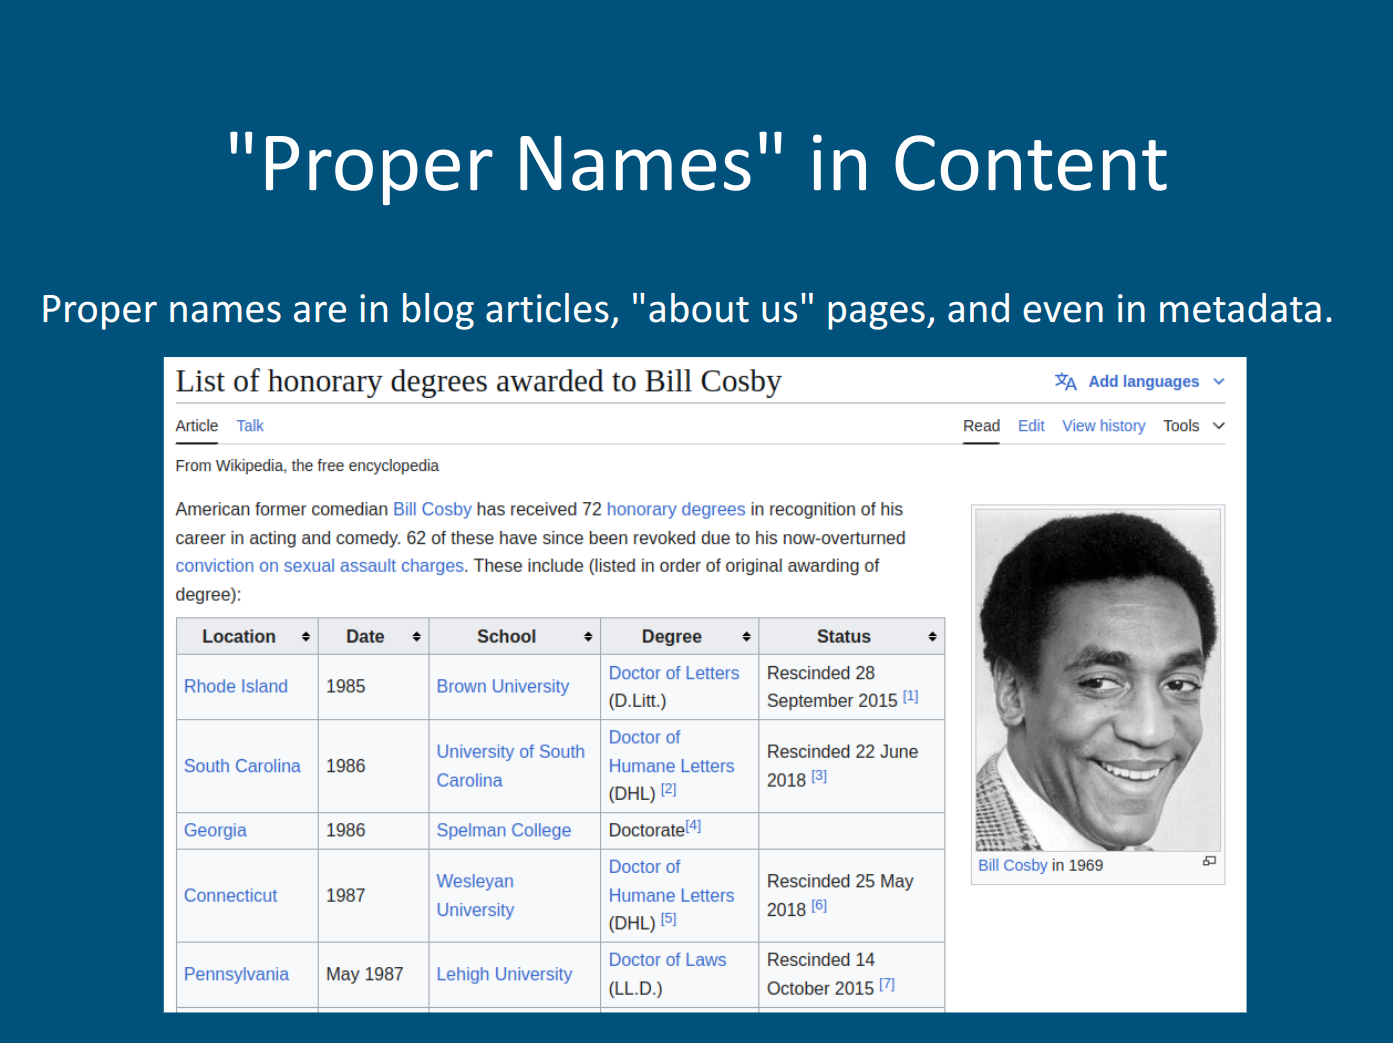 "Proper Names" in Content
Proper names are in blog articles, "about us" pages, and even in metadata.
List of honorary degrees awarded to Bill Cosby
Add languages
Article Talk
Read Edit View history Tools
From Wikipedia, the free encyclopedia
American former comedian Bill Cosby has received 72 honorary degrees in recognition of his
career in acting and comedy. 62 of these have since been revoked due to his now-overturned
conviction on sexual assault charges. These include (listed in order of original awarding of
degree):
Location Date School Degree Status
Rhode Island 1985 Brown University Doctor of Letters (D.Litt.) Rescinded 28 September 2015 [1]
South Carolina 1986 University of South Carolina Doctor of Humane Letters (DHL) [2] Rescinded 22 June 2018 [3]
Georgia 1986 Spelman College Doctorate[4]
Connecticut 1987 Wesleyan University Doctor of Humane Letters (DHL) [5] Rescinded 25 May 2018 [6]
Pennsylvania May 1987 Lehigh University Doctor of Laws (LL.D.) Rescinded 14 October 2015 [7]
Bill Cosby in 1969